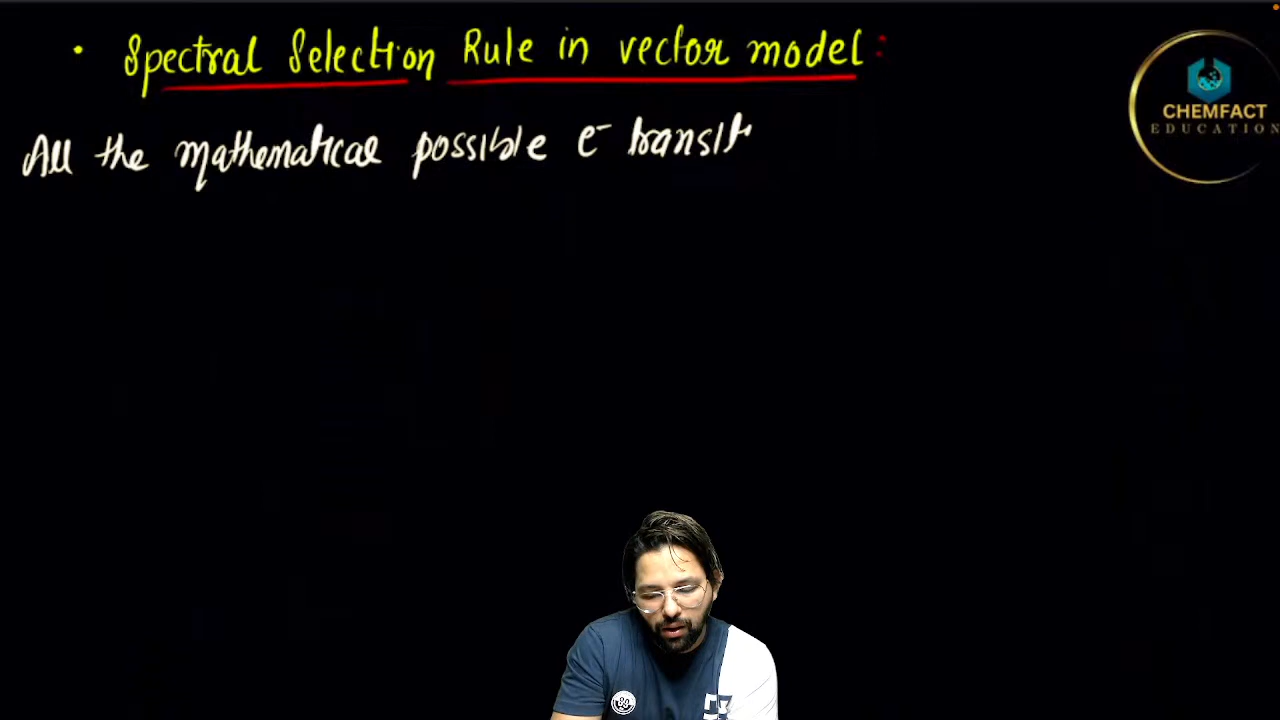 • Spectral Selection Rule in vector model :
All the mathematical possible e⁻ transit
CHEMFACT
EDUCATION